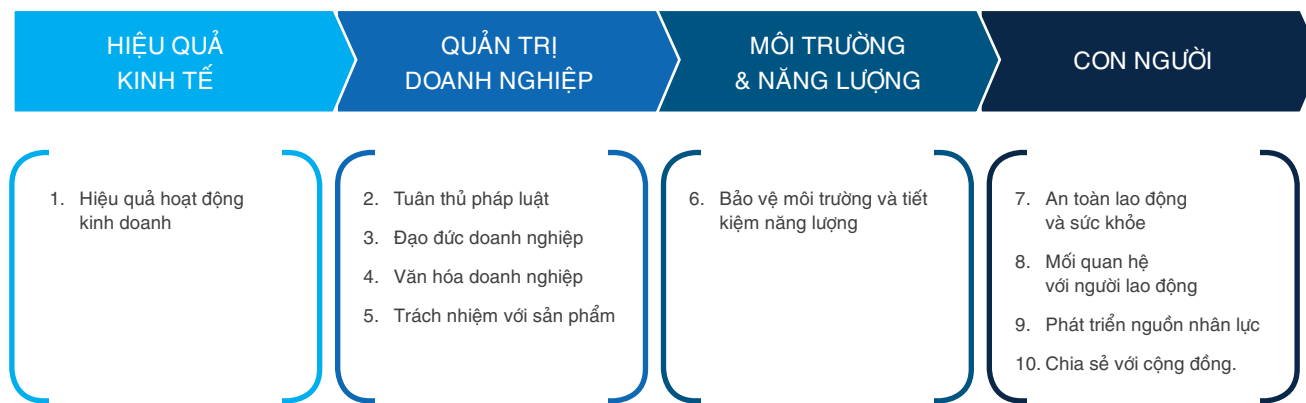 HIỆU QUẢ
KINH TẾ
QUẢN TRỊ
DOANH NGHIỆP
MÔI TRƯỜNG
& NĂNG LƯỢNG
CON NGƯỜI
1. Hiệu quả hoạt động
kinh doanh
2. Tuân thủ pháp luật
3. Đạo đức doanh nghiệp
4. Văn hóa doanh nghiệp
5. Trách nhiệm với sản phẩm
6. Bảo vệ môi trường và tiết
kiệm năng lượng
7. An toàn lao động
và sức khỏe
8. Mối quan hệ
với người lao động
9. Phát triển nguồn nhân lực
10. Chia sẻ với cộng đồng.